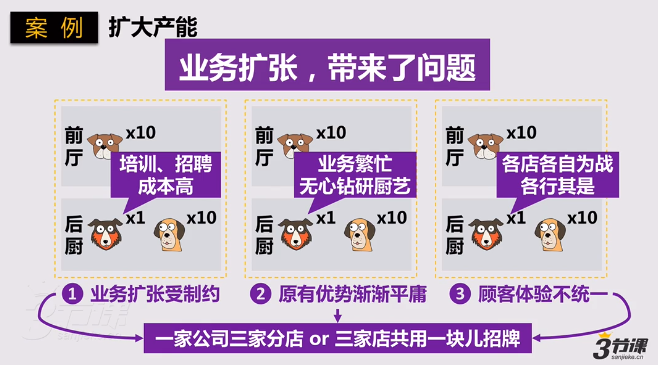 案 例
扩大产能
业务扩张，带来了问题
前厅
x10
培训、招聘
成本高
后厨
x1
x10
前厅
x10
业务繁忙
无心钻研厨艺
后厨
x1
x10
前厅
x10
各店各自为战
各行其是
后厨
x1
x10
1 业务扩张受制约
2 原有优势渐渐平庸
3 顾客体验不统一
一家公司三家分店 or 三家店共用一块儿招牌
3节课
3节课
sanjieke.cn